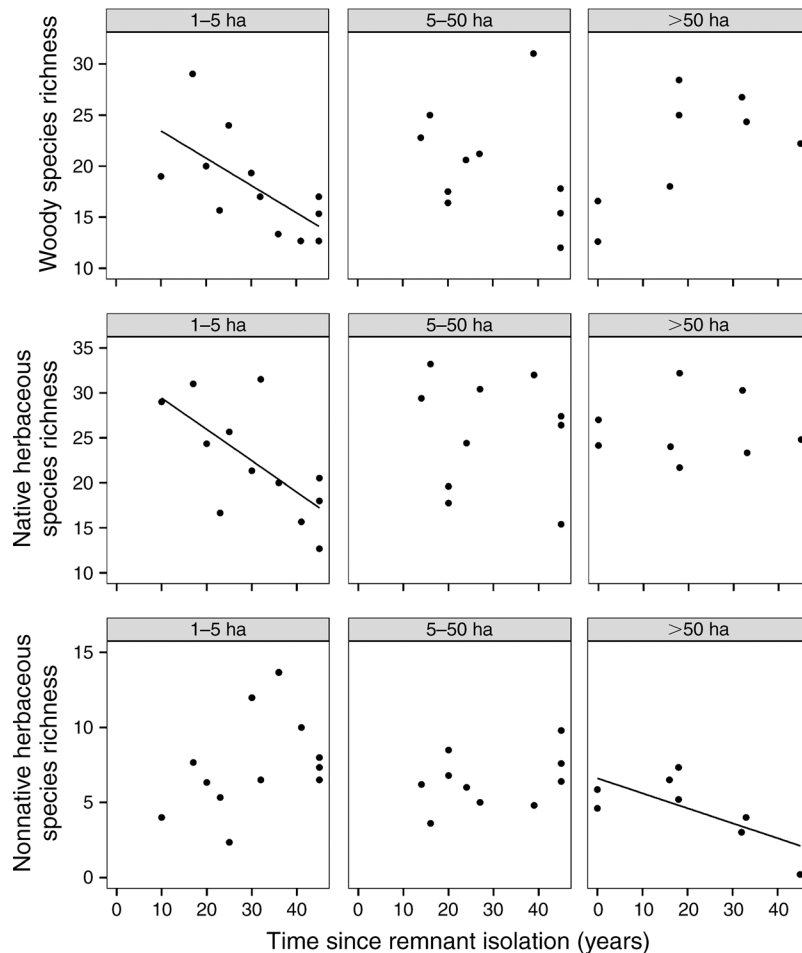 1–5 ha 5–50 ha >50 ha
Woody species richness
30
25
20
15
10
1–5 ha 5–50 ha >50 ha
Native herbaceous
species richness
35
30
25
20
15
10
1–5 ha 5–50 ha >50 ha
Nonnative herbaceous
species richness
15
10
5
0
0 10 20 30 40 0 10 20 30 40 0 10 20 30 40
Time since remnant isolation (years)